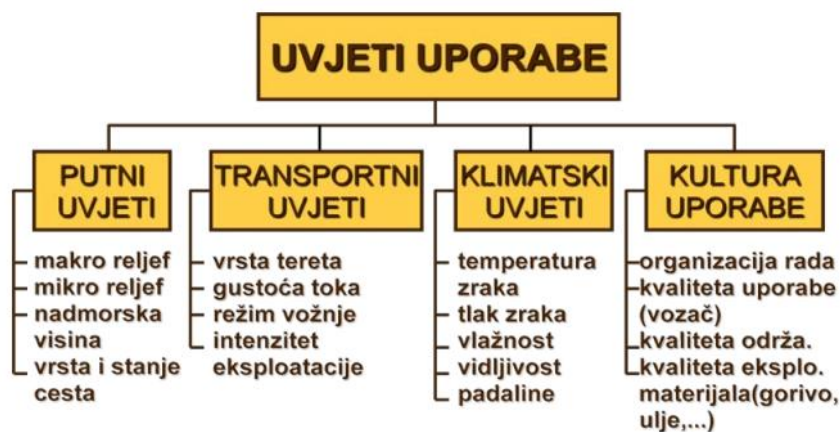 UVJETI UPORABE
PUTNI
UVJETI
makro reljef
mikro reljef
nadmorska
visina
vrsta i stanje
cesta
TRANSPORTNI
UVJETI
vrsta tereta
gustoća toka
režim vožnje
intenzitet
eksploatacije
KLIMATSKI
UVJETI
temperatura
zraka
tlak zraka
vlažnost
vidljivost
padaline
KULTURA
UPORABE
organizacija rada
kvaliteta uporabe
(vozač)
kvaliteta održa.
kvaliteta eksplo.
materijala(gorivo,
ulje,...)